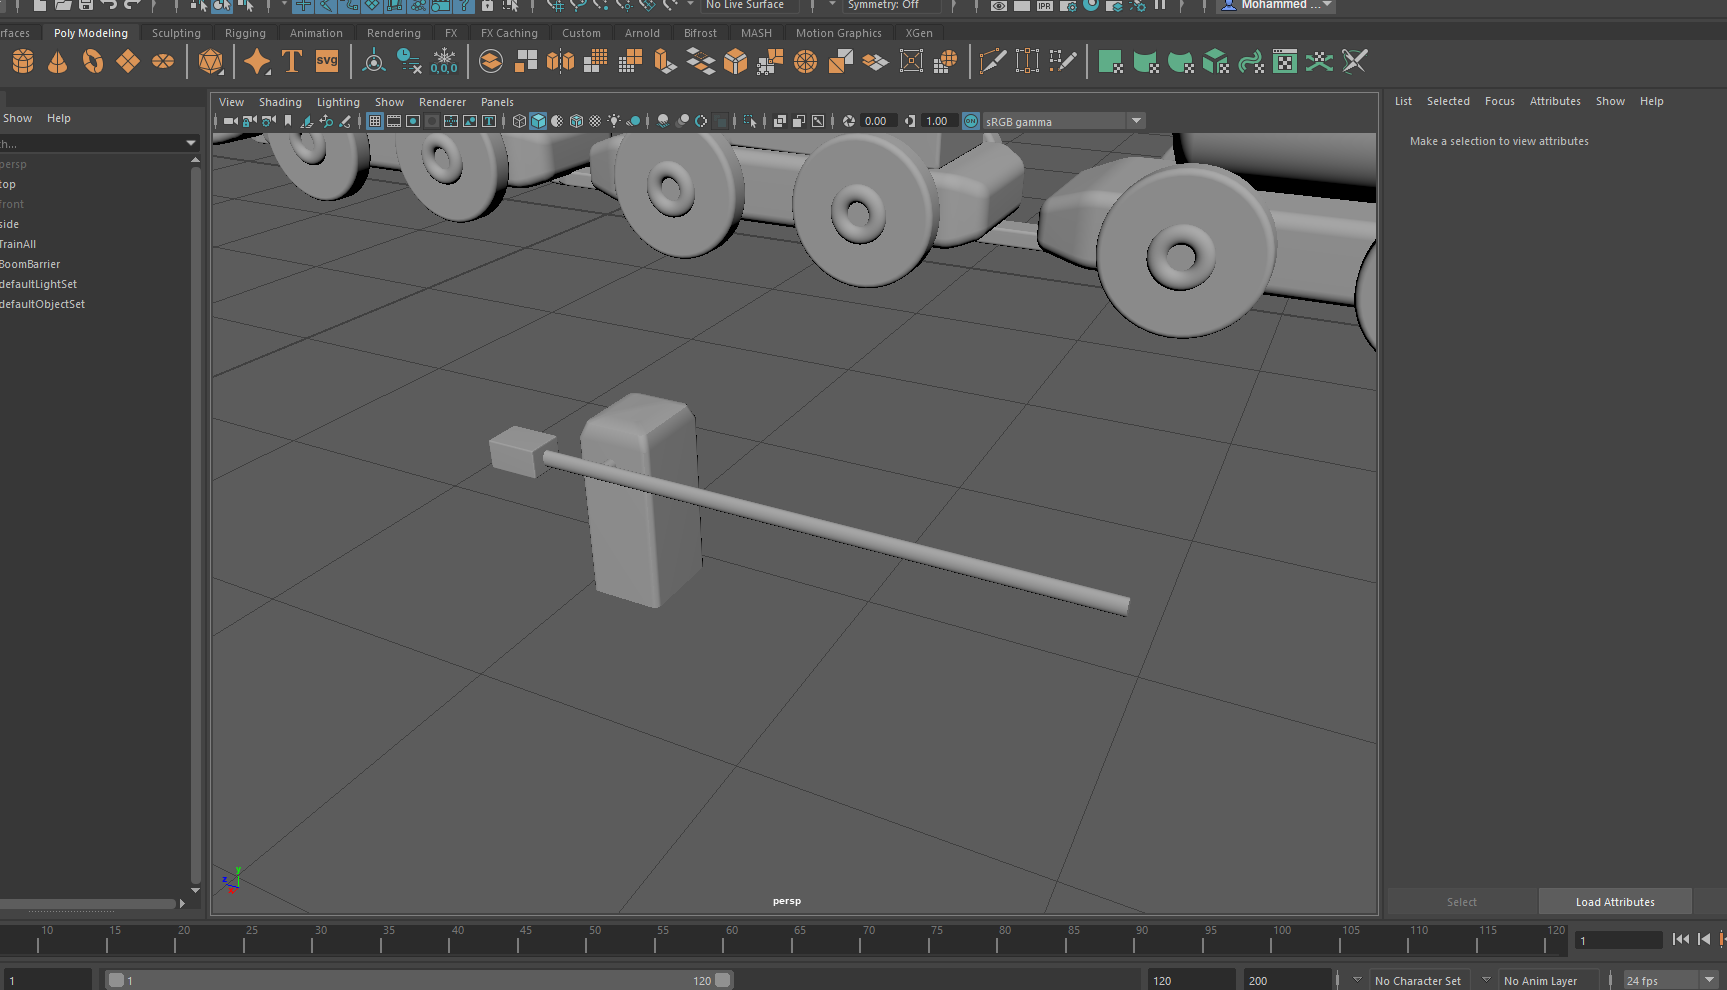 No Live Surface
Symmetry: Off
IPR
Mohammed ...
rfaces
Poly Modeling
Sculpting
Rigging
Animation
Rendering
FX
FX Caching
Custom
Arnold
Bifrost
MASH
Motion Graphics
XGen
T
SVG
0,0,0
Show Help
View Shading Lighting Show Renderer Panels
0.00
1.00
ON
sRGB gamma
List Selected Focus Attributes Show Help
Make a selection to view attributes
h...
persp
top
front
side
TrainAll
BoomBarrier
defaultLightSet
defaultObjectSet
y
z
x
persp
Select
Load Attributes
10 15 20 25 30 35 40 45 50 55 60 65 70 75 80 85 90 95 100 105 110 115 120
1
1
1
120
120
200
No Character Set
No Anim Layer
24 fps